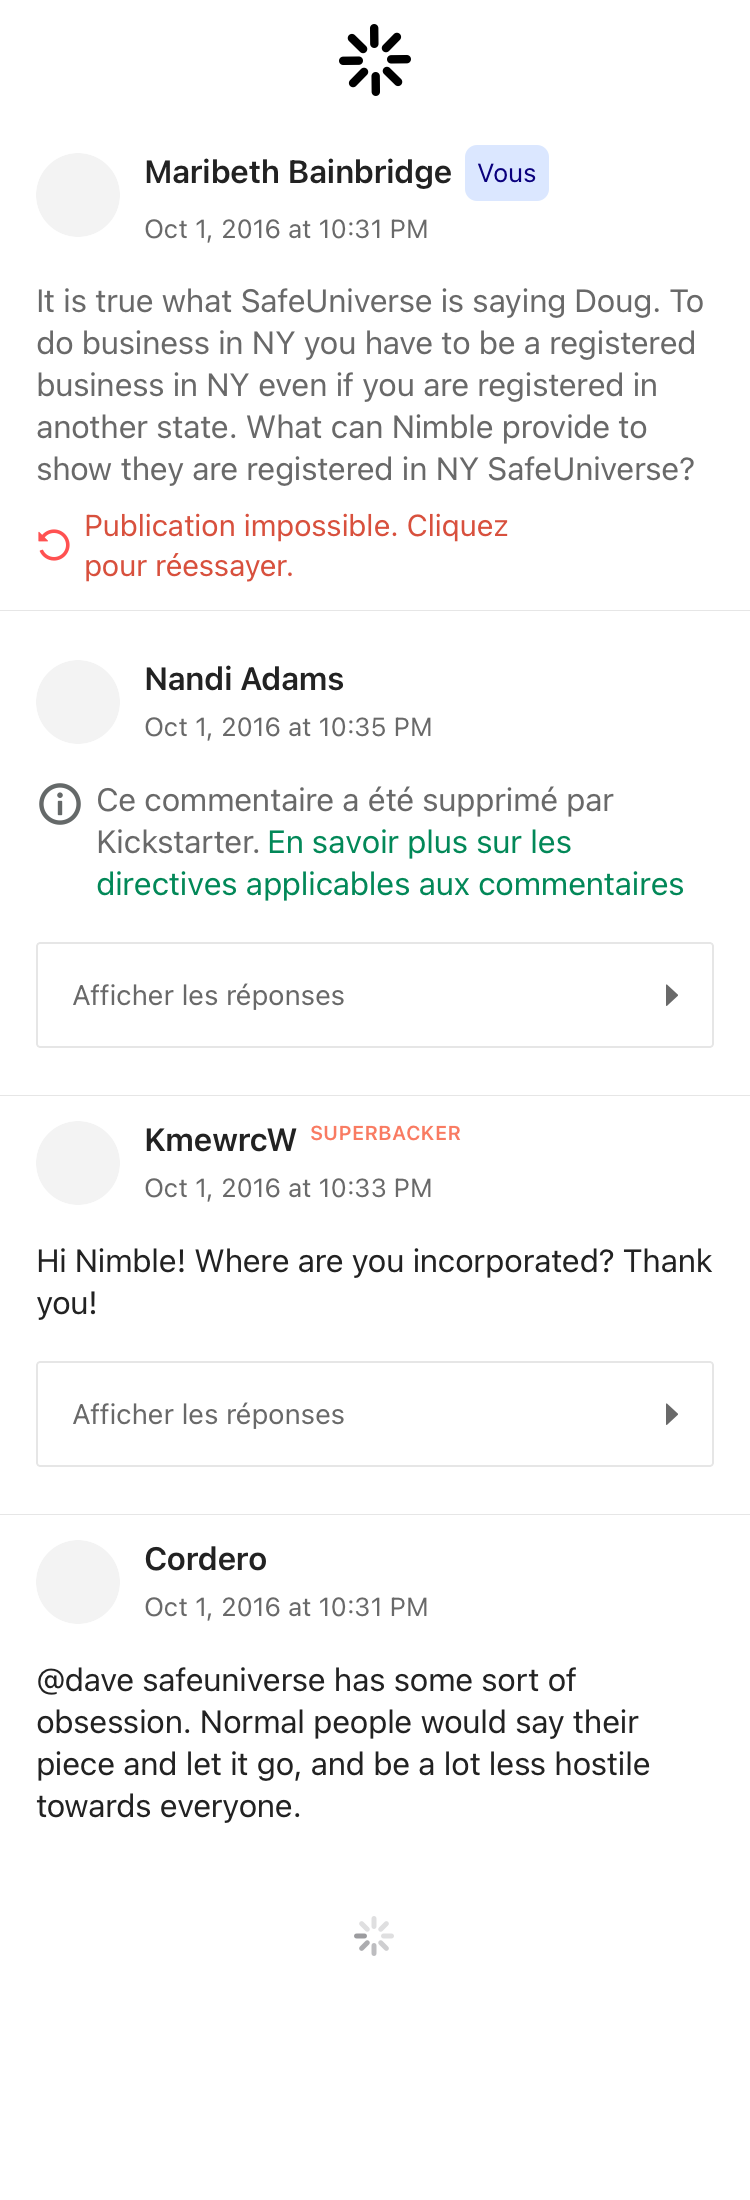 Maribeth Bainbridge Vous
Oct 1, 2016 at 10:31 PM
It is true what SafeUniverse is saying Doug. To
do business in NY you have to be a registered
business in NY even if you are registered in
another state. What can Nimble provide to
show they are registered in NY SafeUniverse?
Publication impossible. Cliquez
pour réessayer.
Nandi Adams
Oct 1, 2016 at 10:35 PM
Ce commentaire a été supprimé par
Kickstarter. En savoir plus sur les
directives applicables aux commentaires
Afficher les réponses
KmewrcW SUPERBACKER
Oct 1, 2016 at 10:33 PM
Hi Nimble! Where are you incorporated? Thank
you!
Afficher les réponses
Cordero
Oct 1, 2016 at 10:31 PM
@dave safeuniverse has some sort of
obsession. Normal people would say their
piece and let it go, and be a lot less hostile
towards everyone.